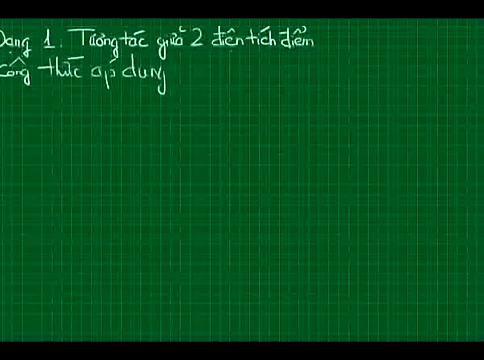 Dạng 1: Tương tác giữa 2 điện tích điểm
Công thức áp dụng